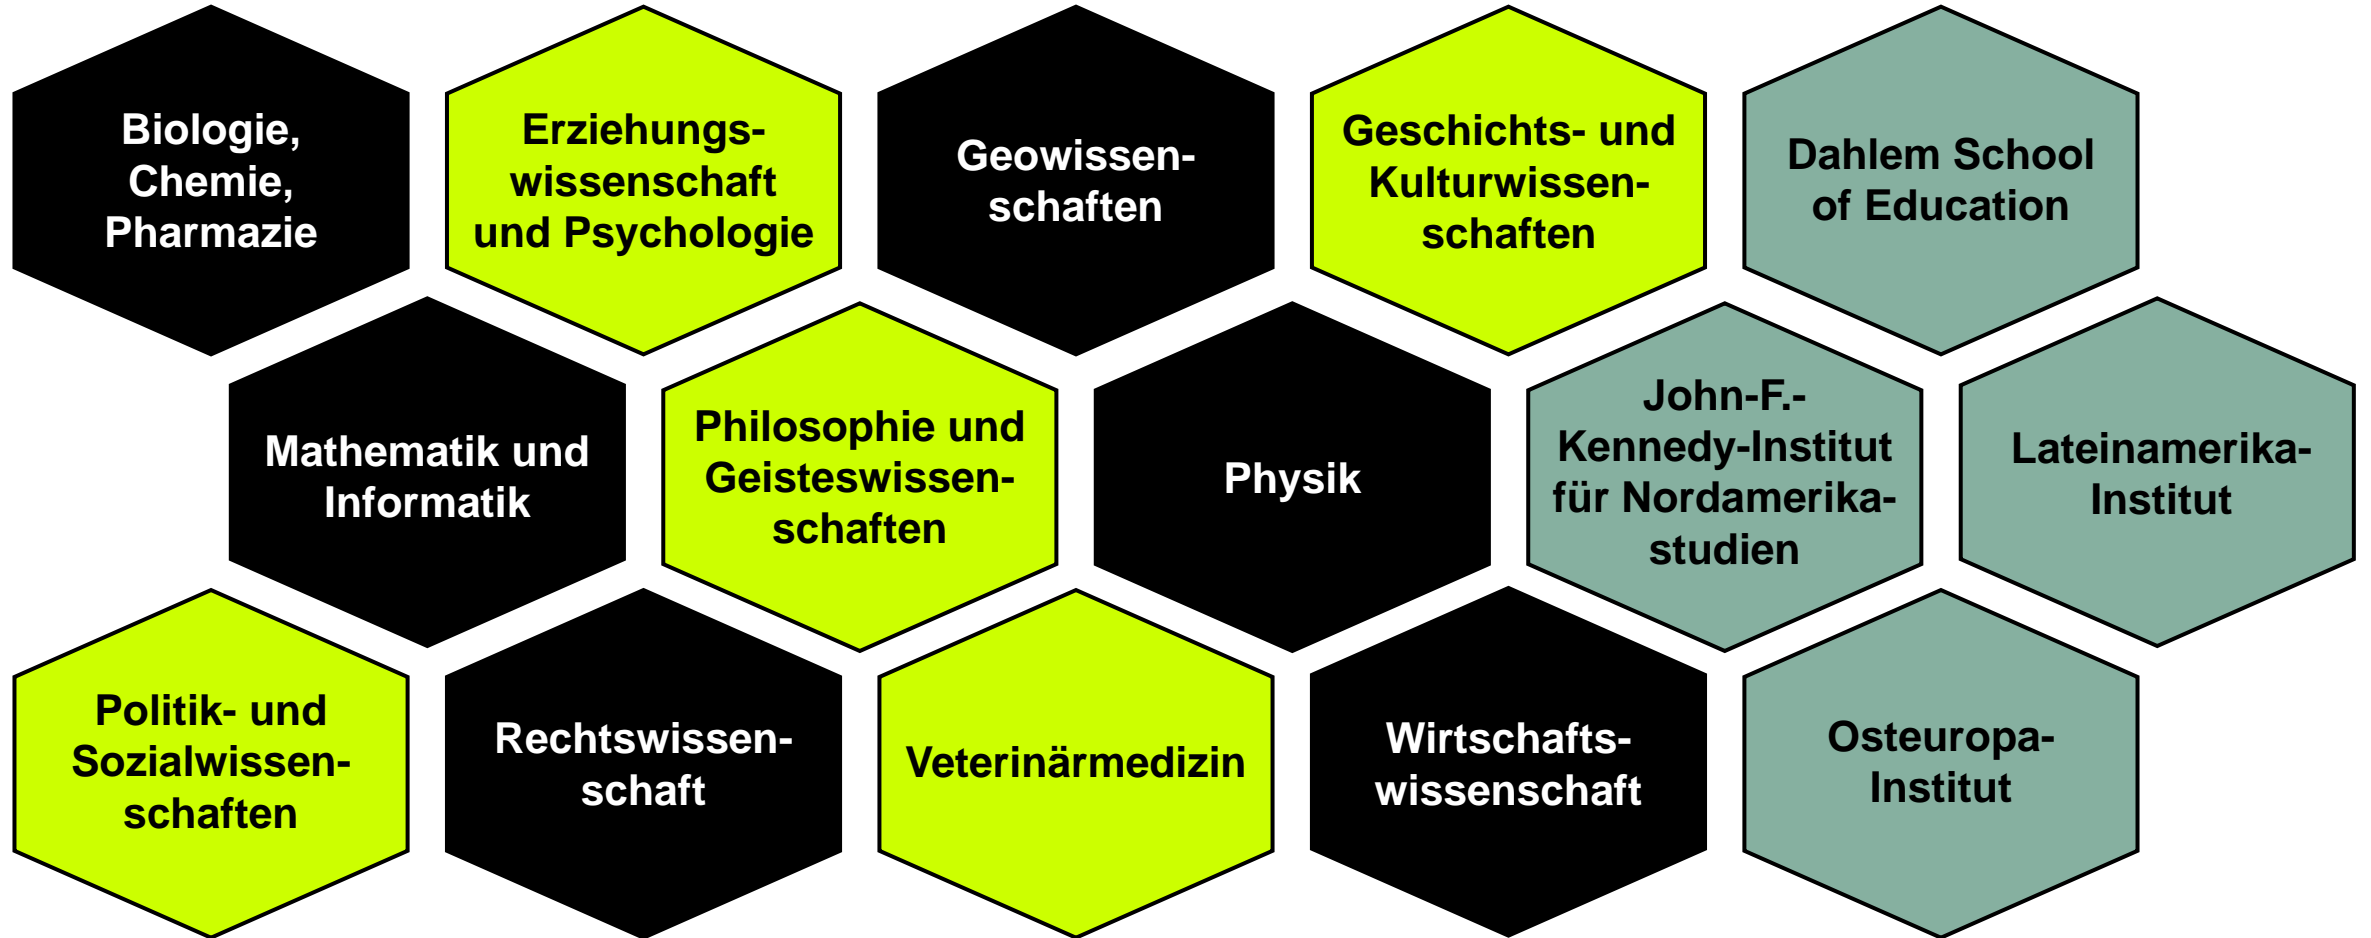 Biologie,
Chemie,
Pharmazie
Erziehungs-
wissenschaft
und Psychologie
Geowissen-
schaften
Geschichts- und
Kulturwissen-
schaften
Dahlem School
of Education
Mathematik und
Informatik
Philosophie und
Geisteswissen-
schaften
Physik
John-F.-
Kennedy-Institut
für Nordamerika-
studien
Lateinamerika-
Institut
Politik- und
Sozialwissen-
schaften
Rechtswissen-
schaft
Veterinärmedizin
Wirtschafts-
wissenschaft
Osteuropa-
Institut